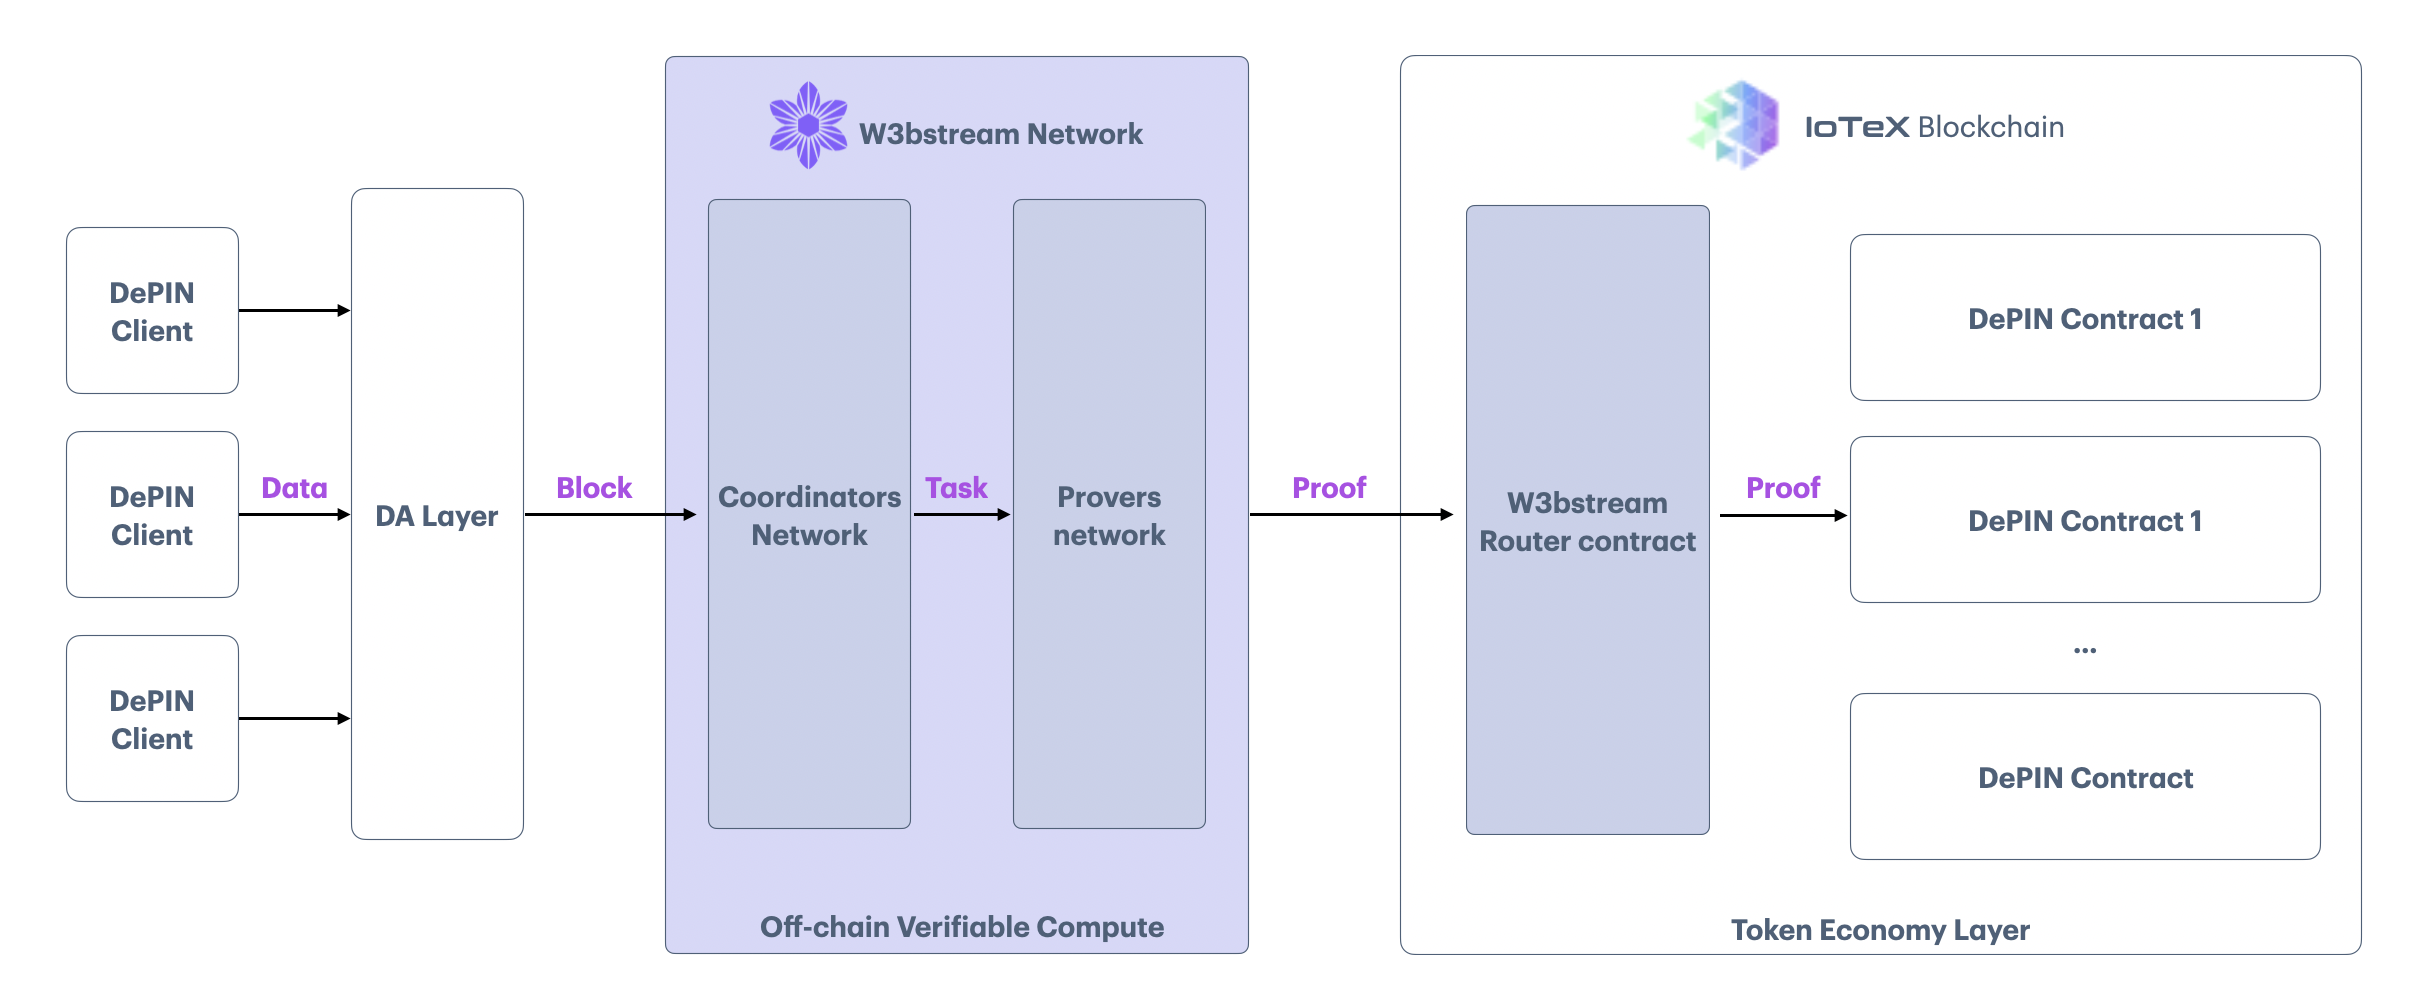 DePIN
Client
DePIN
Client
DePIN
Client
Data
DA Layer
Block
W3bstream Network
Coordinators
Network
Task
Provers
network
Off-chain Verifiable Compute
Proof
IoTeX Blockchain
W3bstream
Router contract
Proof
DePIN Contract 1
DePIN Contract 1
...
DePIN Contract
Token Economy Layer